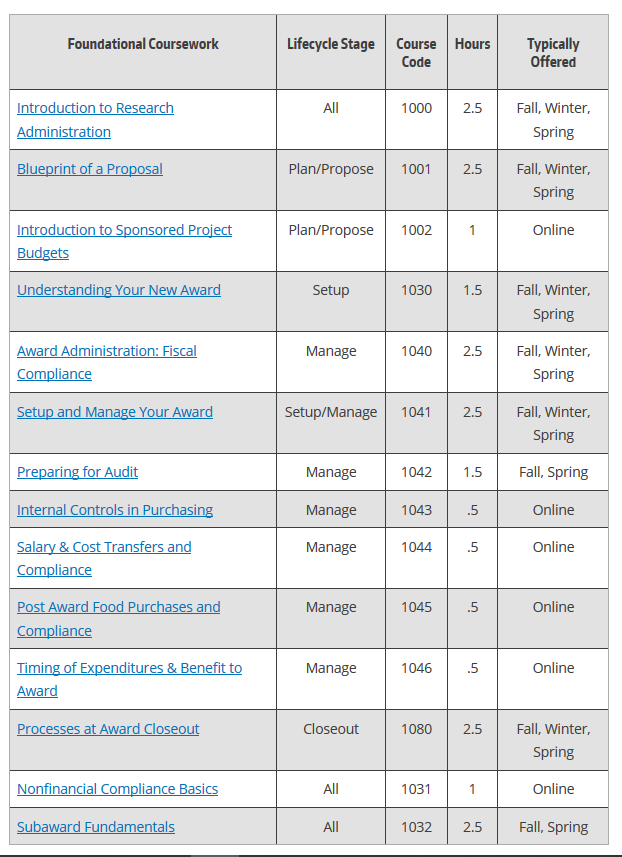 Foundational Coursework Lifecycle Stage Course Code Hours Typically Offered
Introduction to Research Administration All 1000 2.5 Fall, Winter, Spring
Blueprint of a Proposal Plan/Propose 1001 2.5 Fall, Winter, Spring
Introduction to Sponsored Project Budgets Plan/Propose 1002 1 Online
Understanding Your New Award Setup 1030 1.5 Fall, Winter, Spring
Award Administration: Fiscal Compliance Manage 1040 2.5 Fall, Winter, Spring
Setup and Manage Your Award Setup/Manage 1041 2.5 Fall, Winter, Spring
Preparing for Audit Manage 1042 1.5 Fall, Spring
Internal Controls in Purchasing Manage 1043 .5 Online
Salary & Cost Transfers and Compliance Manage 1044 .5 Online
Post Award Food Purchases and Compliance Manage 1045 .5 Online
Timing of Expenditures & Benefit to Award Manage 1046 .5 Online
Processes at Award Closeout Closeout 1080 2.5 Fall, Winter, Spring
Nonfinancial Compliance Basics All 1031 1 Online
Subaward Fundamentals All 1032 2.5 Fall, Spring